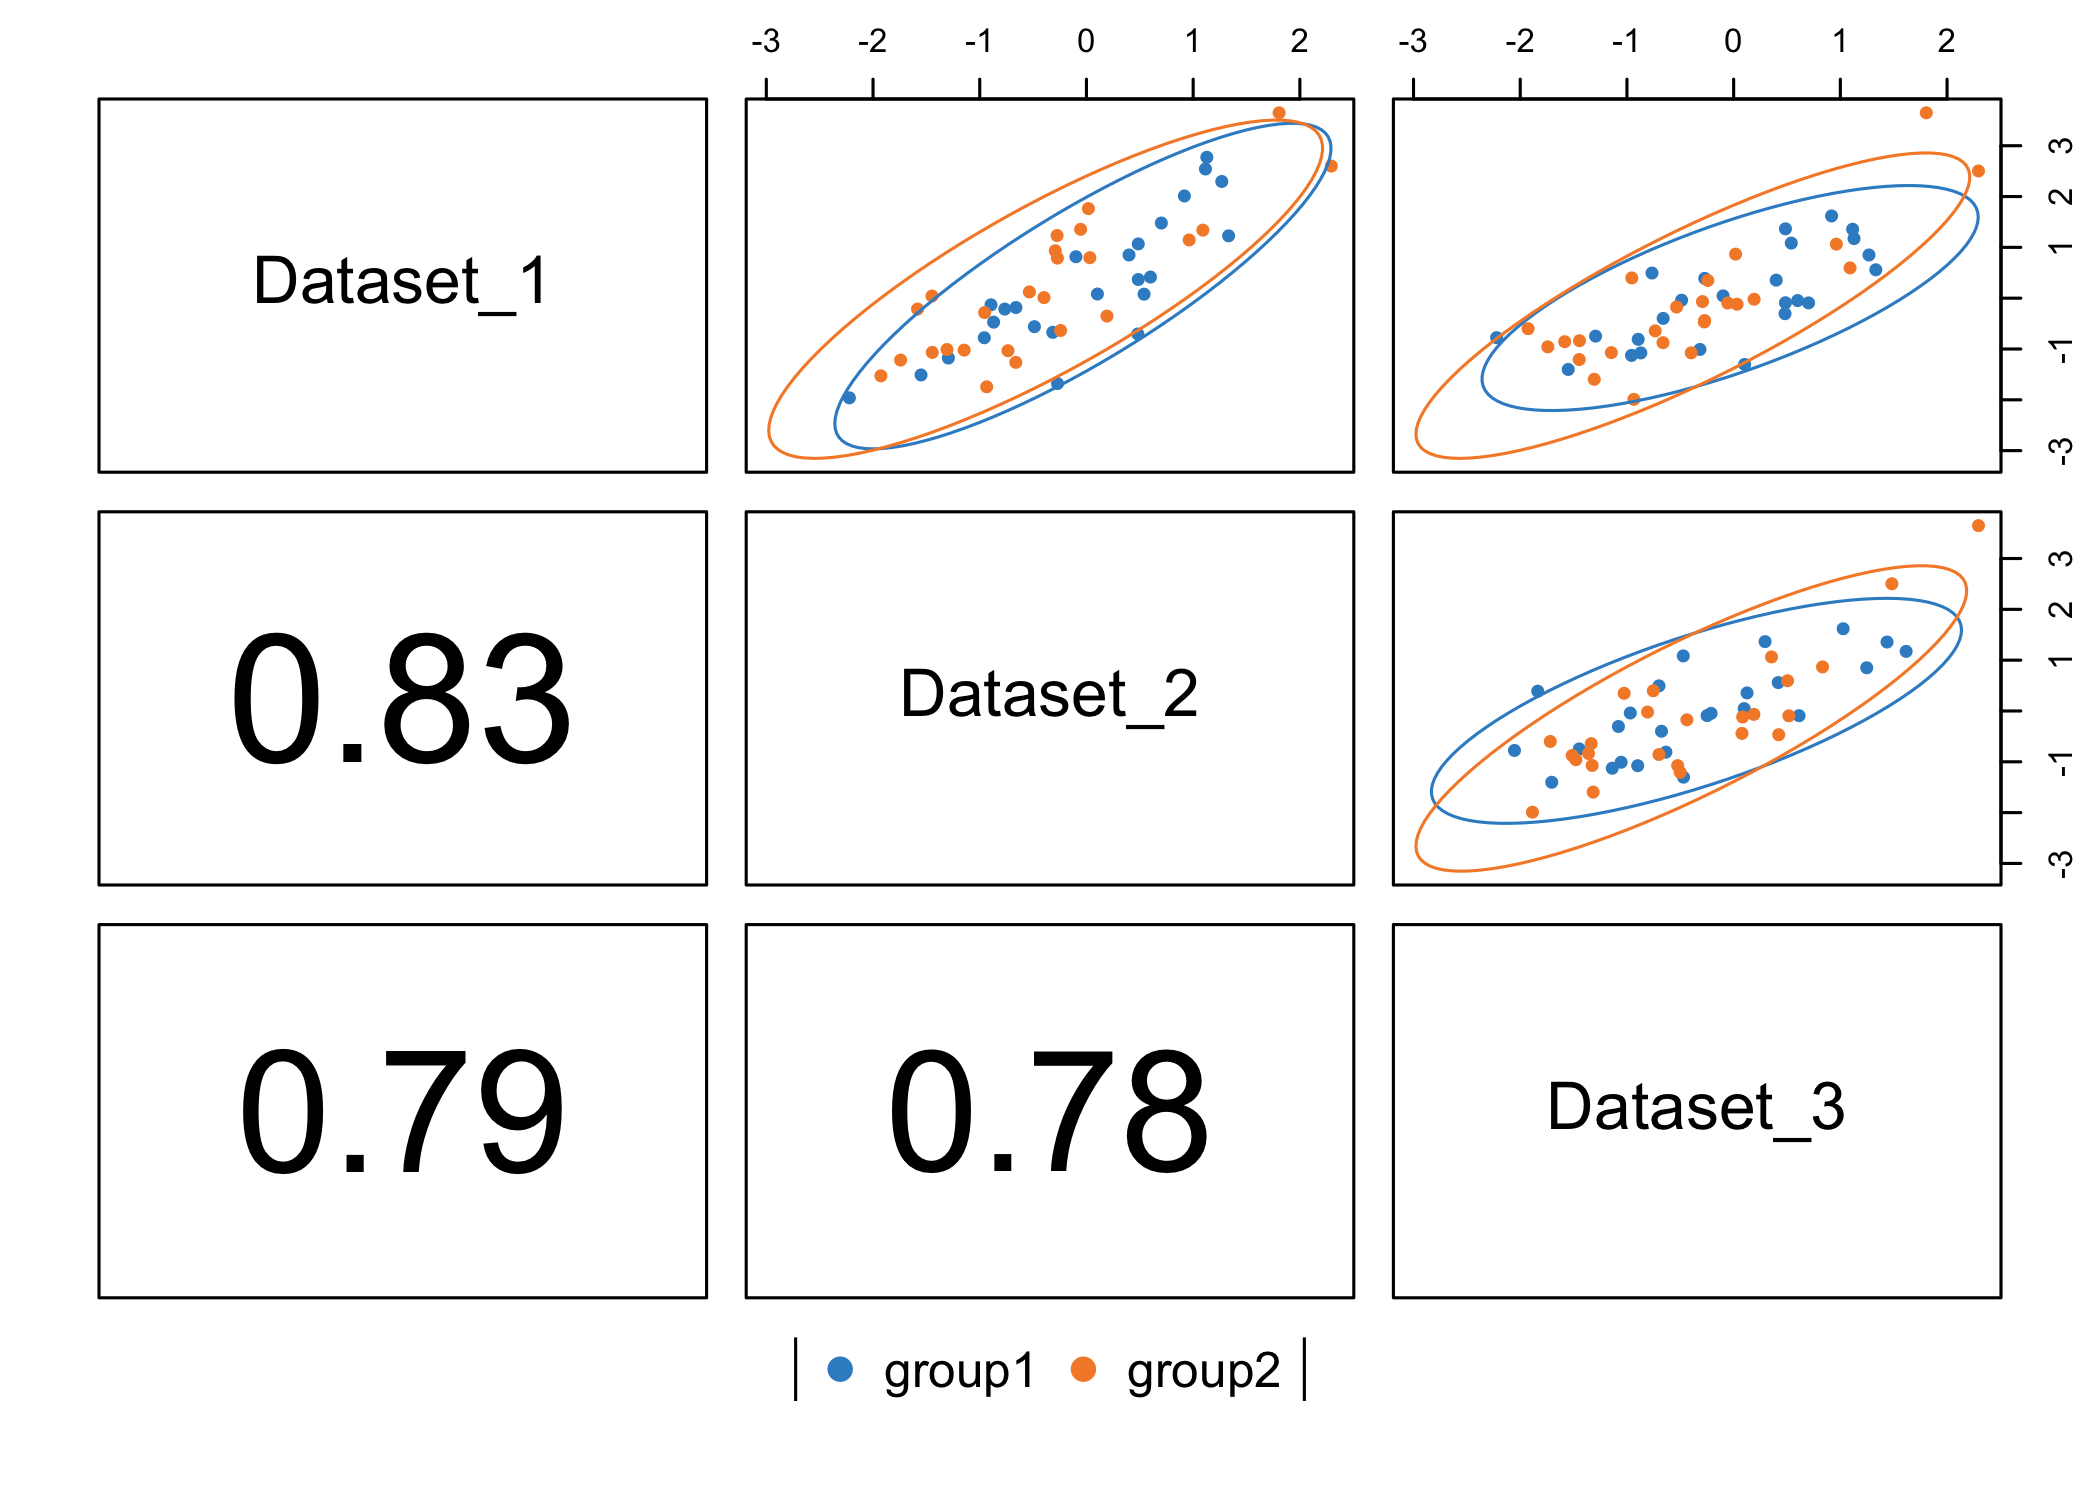 -3 -2 -1 0 1 2 -3 -2 -1 0 1 2
Dataset_1
3
2
1
-1
-3
0.83
Dataset_2
3
2
1
-1
-3
0.79
0.78
Dataset_3
group1 group2